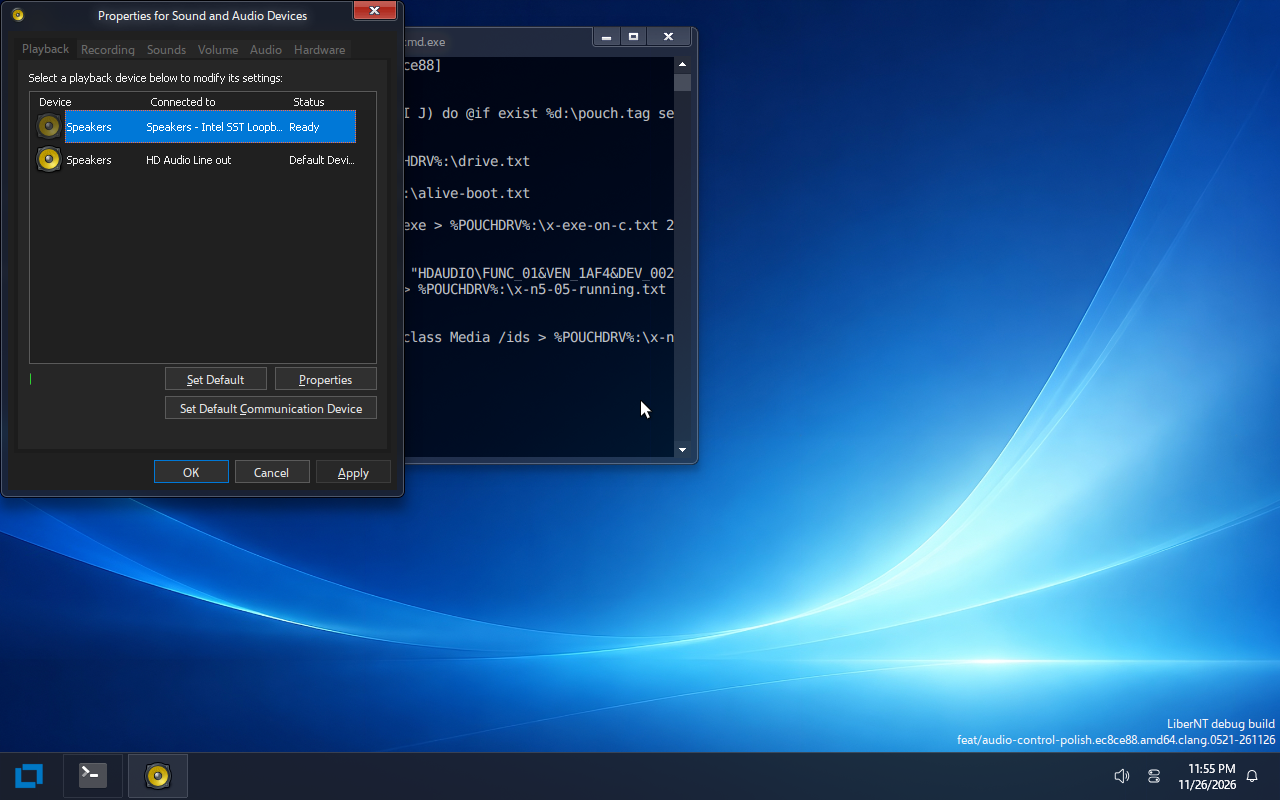 Properties for Sound and Audio Devices
Playback Recording Sounds Volume Audio Hardware
Select a playback device below to modify its settings:
Device Connected to Status
Speakers Speakers - Intel SST Loopb... Ready
Speakers HD Audio Line out Default Devi...
Set Default Properties
Set Default Communication Device
OK Cancel Apply
md.exe
ce88]
I J) do @if exist %d:\pouch.tag se
HDRV%:\drive.txt
:\alive-boot.txt
exe > %POUCHDRV%:\x-exe-on-c.txt 2
"HDAUDIO\FUNC_01&VEN_1AF4&DEV_002
> %POUCHDRV%:\x-n5-05-running.txt
class Media /ids > %POUCHDRV%:\x-n
LiberNT debug build
feat/audio-control-polish.ec8ce88.amd64.clang.0521-261126
11:55 PM
11/26/2026